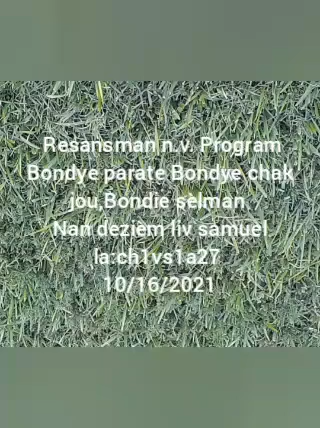 Resansman n.v. Program
Bondye parate Bondye chak
jou,Bondie selman
Nan dezièm liv samuel
la:ch1vs1a27
10/16/2021